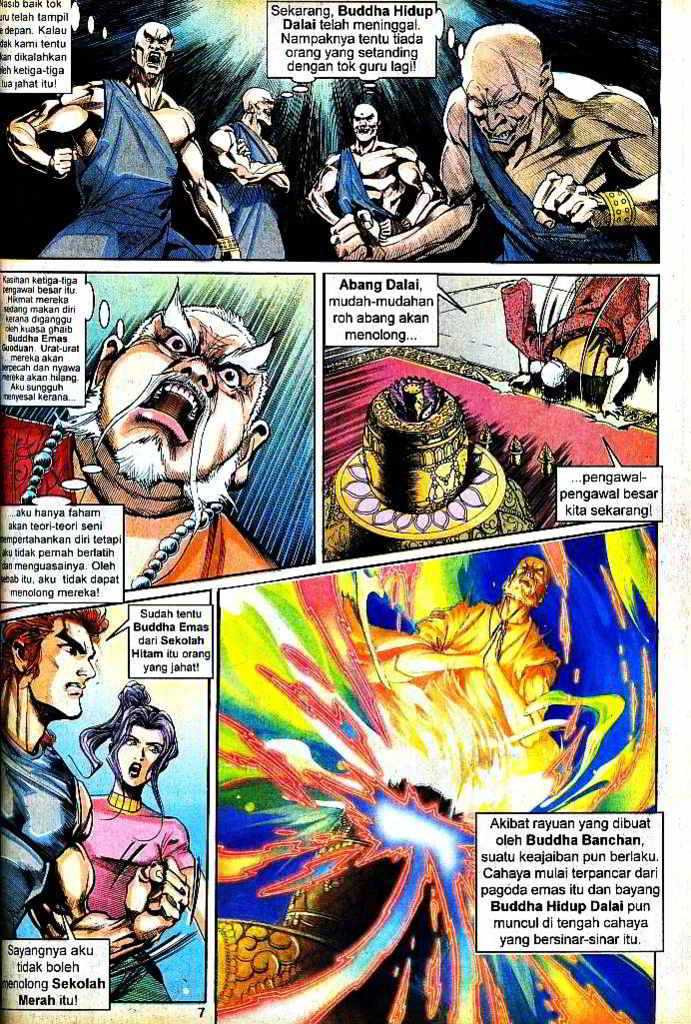 Nasib baik tok
guru telah tampil
ke depan. Kalau
tidak kami tentu
akan dikalahkan
oleh ketiga-tiga
tua jahat itu!
Sekarang, Buddha Hidup
Dalai telah meninggal.
Nampaknya tentu tiada
orang yang setanding
dengan tok guru lagi!
Kasihan ketiga-tiga
pengawal besar itu.
Hikmat mereka
sedang makan diri
kerana diganggu
oleh kuasa ghaib
Buddha Emas
Guoduan. Urat-urat
mereka akan
terpecah dan nyawa
mereka akan hilang.
Aku sungguh
menyesal kerana...
...aku hanya faham
akan teori-teori seni
mempertahankan diri tetapi
aku tidak pernah berlatih
dan menguasainya. Oleh
sebab itu, aku tidak dapat
menolong mereka!
Abang Dalai,
mudah-mudahan
roh abang akan
menolong...
...pengawal-
pengawal besar
kita sekarang!
Sudah tentu
Buddha Emas
dari Sekolah
Hitam itu orang
yang jahat!
Sayangnya aku
tidak boleh
menolong Sekolah
Merah itu!
Akibat rayuan yang dibuat
oleh Buddha Banchan,
suatu keajaiban pun berlaku.
Cahaya mulai terpancar dari
pagoda emas itu dan bayang
Buddha Hidup Dalai pun
muncul di tengah cahaya
yang bersinar-sinar itu.
7